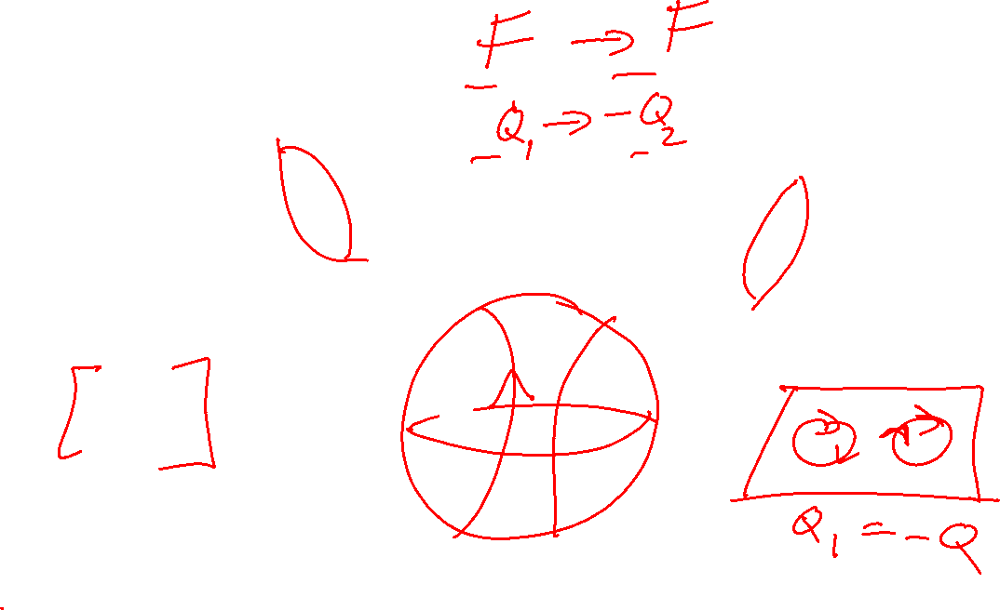 F → F
Q₁ → -Q₂
[ ]
Q₁ = -Q